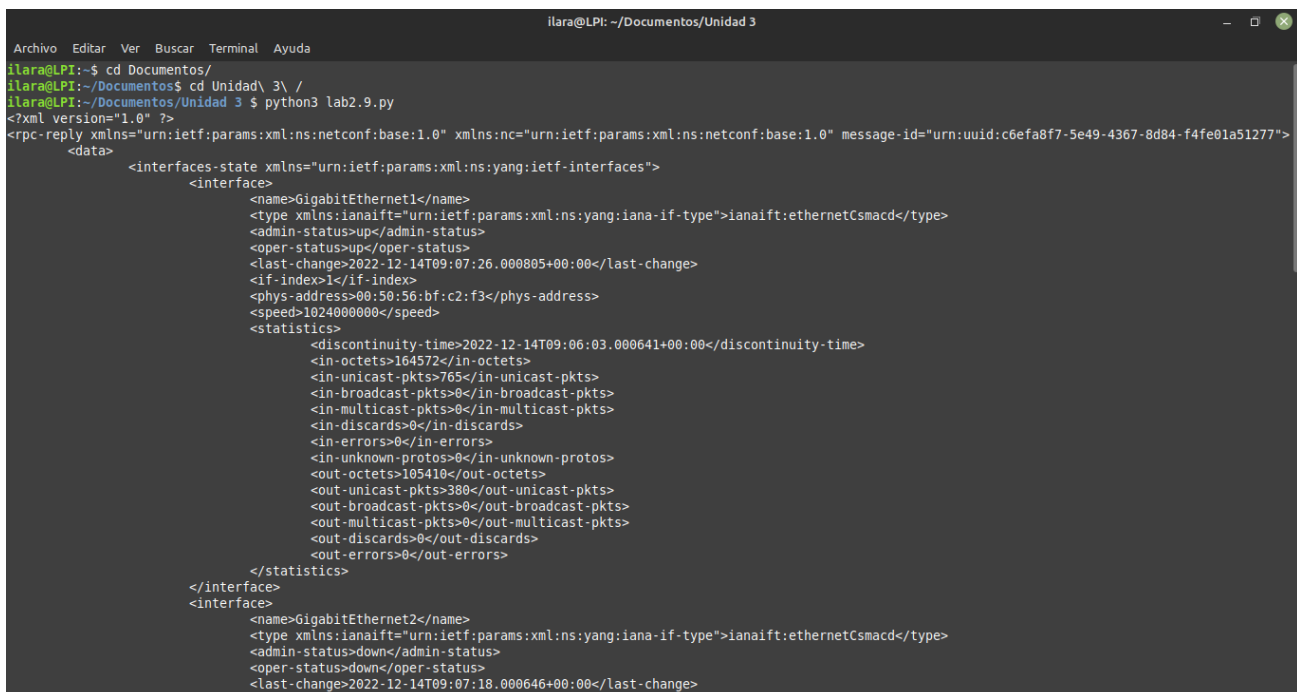 ilara@LPI: ~/Documentos/Unidad 3
Archivo Editar Ver Buscar Terminal Ayuda
ilara@LPI:~$ cd Documentos/
ilara@LPI:~/Documentos$ cd Unidad\ 3\ /
ilara@LPI:~/Documentos/Unidad 3 $ python3 lab2.9.py
<?xml version="1.0" ?>
<rpc-reply xmlns="urn:ietf:params:xml:ns:netconf:base:1.0" xmlns:nc="urn:ietf:params:xml:ns:netconf:base:1.0" message-id="urn:uuid:c6efa8f7-5e49-4367-8d84-f4fe01a51277">
<data>
<interfaces-state xmlns="urn:ietf:params:xml:ns:yang:ietf-interfaces">
<interface>
<name>GigabitEthernet1</name>
<type xmlns:ianaift="urn:ietf:params:xml:ns:yang:iana-if-type">ianaift:ethernetCsmacd</type>
<admin-status>up</admin-status>
<oper-status>up</oper-status>
<last-change>2022-12-14T09:07:26.000805+00:00</last-change>
<if-index>1</if-index>
<phys-address>00:50:56:bf:c2:f3</phys-address>
<speed>1024000000</speed>
<statistics>
<discontinuity-time>2022-12-14T09:06:03.000641+00:00</discontinuity-time>
<in-octets>164572</in-octets>
<in-unicast-pkts>765</in-unicast-pkts>
<in-broadcast-pkts>0</in-broadcast-pkts>
<in-multicast-pkts>0</in-multicast-pkts>
<in-discards>0</in-discards>
<in-errors>0</in-errors>
<in-unknown-protos>0</in-unknown-protos>
<out-octets>105410</out-octets>
<out-unicast-pkts>380</out-unicast-pkts>
<out-broadcast-pkts>0</out-broadcast-pkts>
<out-multicast-pkts>0</out-multicast-pkts>
<out-discards>0</out-discards>
<out-errors>0</out-errors>
</statistics>
</interface>
<interface>
<name>GigabitEthernet2</name>
<type xmlns:ianaift="urn:ietf:params:xml:ns:yang:iana-if-type">ianaift:ethernetCsmacd</type>
<admin-status>down</admin-status>
<oper-status>down</oper-status>
<last-change>2022-12-14T09:07:18.000646+00:00</last-change>